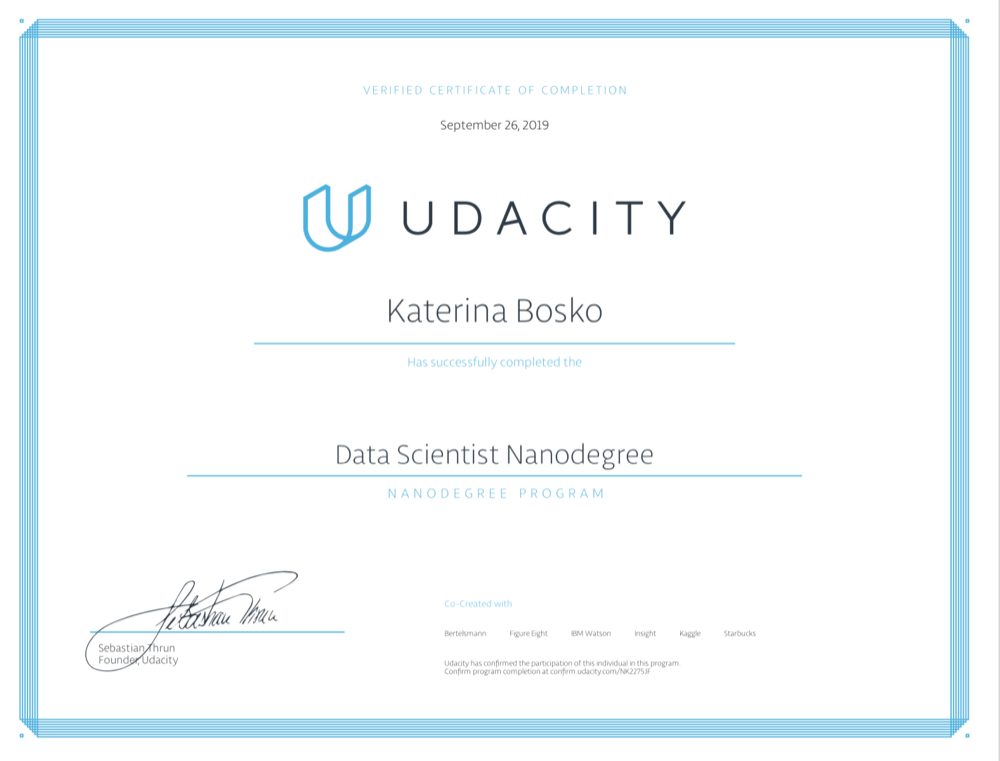 VERIFIED CERTIFICATE OF COMPLETION
September 26, 2019
UDACITY
Katerina Bosko
Has successfully completed the
Data Scientist Nanodegree
NANODEGREE PROGRAM
Sebastian Thrun
Sebastian Thrun
Founder, Udacity
Co-Created with
Bertelsmann Figure Eight IBM Watson Insight Kaggle Starbucks
Udacity has confirmed the participation of this individual in this program.
Confirm program completion at confirm.udacity.com/NK2275JF